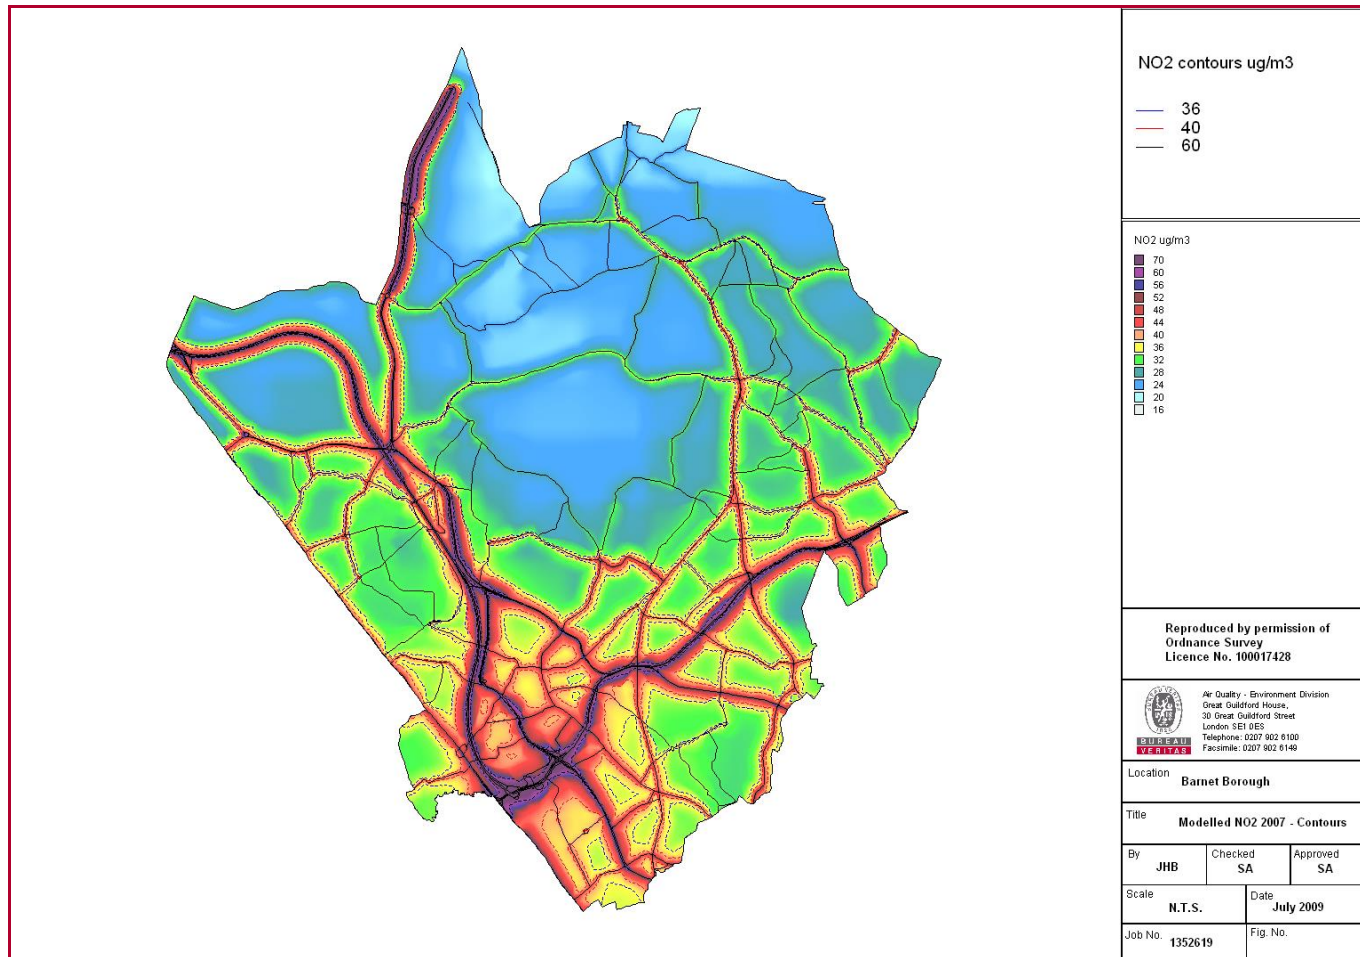 NO2 contours ug/m3
36
40
60
NO2 ug/m3
70
60
56
52
48
44
40
36
32
28
24
20
16
Reproduced by permission of
Ordnance Survey
Licence No. 100017428
Air Quality - Environment Division
Great Guildford House,
30 Great Guildford Street
London SE1 0ES
Telephone: 0207 902 6100
Facsimile: 0207 902 6149
BUREAU
VERITAS
Location
Barnet Borough
Title
Modelled NO2 2007 - Contours
By
JHB
Checked
SA
Approved
SA
Scale
N.T.S.
Date
July 2009
Job No. 1352619
Fig. No.